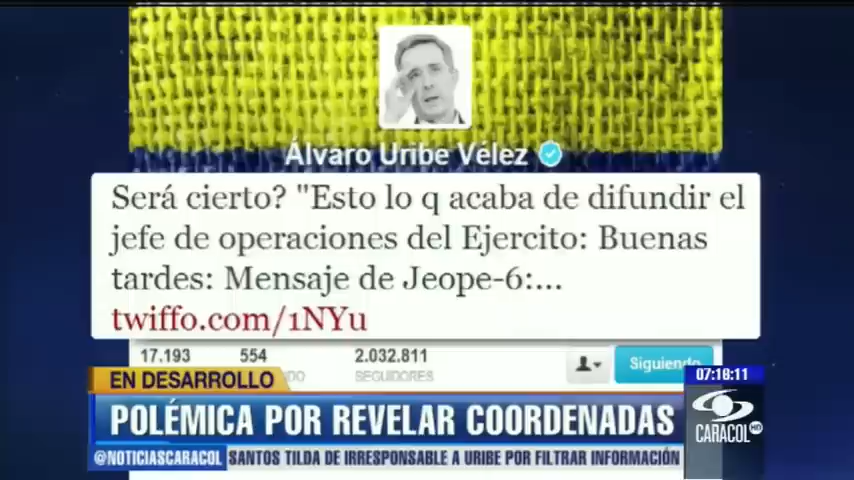 Álvaro Uribe Vélez
Será cierto? "Esto lo q acaba de difundir el
jefe de operaciones del Ejercito: Buenas
tardes: Mensaje de Jeope-6:...
twiffo.com/1NYu
17.193 554 2.032.811
SEGUIDORES
Siguiendo
EN DESARROLLO
07:18:11
POLÉMICA POR REVELAR COORDENADAS
CARACOL HD
@NOTICIASCARACOL SANTOS TILDA DE IRRESPONSABLE A URIBE POR FILTRAR INFORMACIÓN